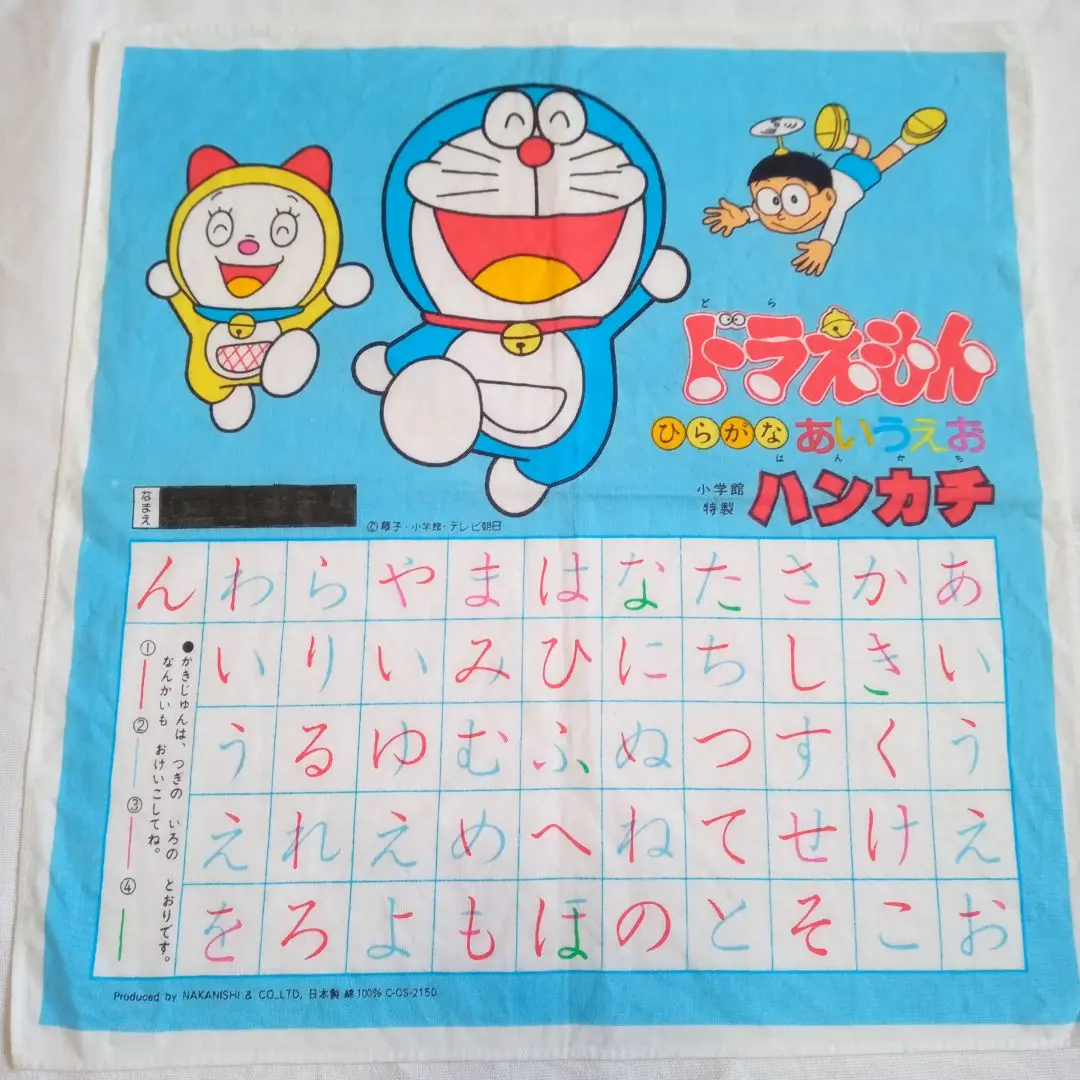 とら
ドラえもん
ひらがな あいうえお
はんかち
小学館
特製
ハンカチ
なまえ
©藤子・小学館・テレビ朝日
ん わ ら や ま は な た さ か あ
い り い み ひ に ち し き い
う る ゆ む ふ ぬ つ す く う
え れ え め へ ね て せ け え
を ろ よ も ほ の と そ こ お
●かきじゅんは、つぎの いろの とおりです。
なんかいも おけいこしてね。
①
②
③
④
Produced by NAKANISHI & CO.,LTD. 日本製 綿100% C-OS-2150